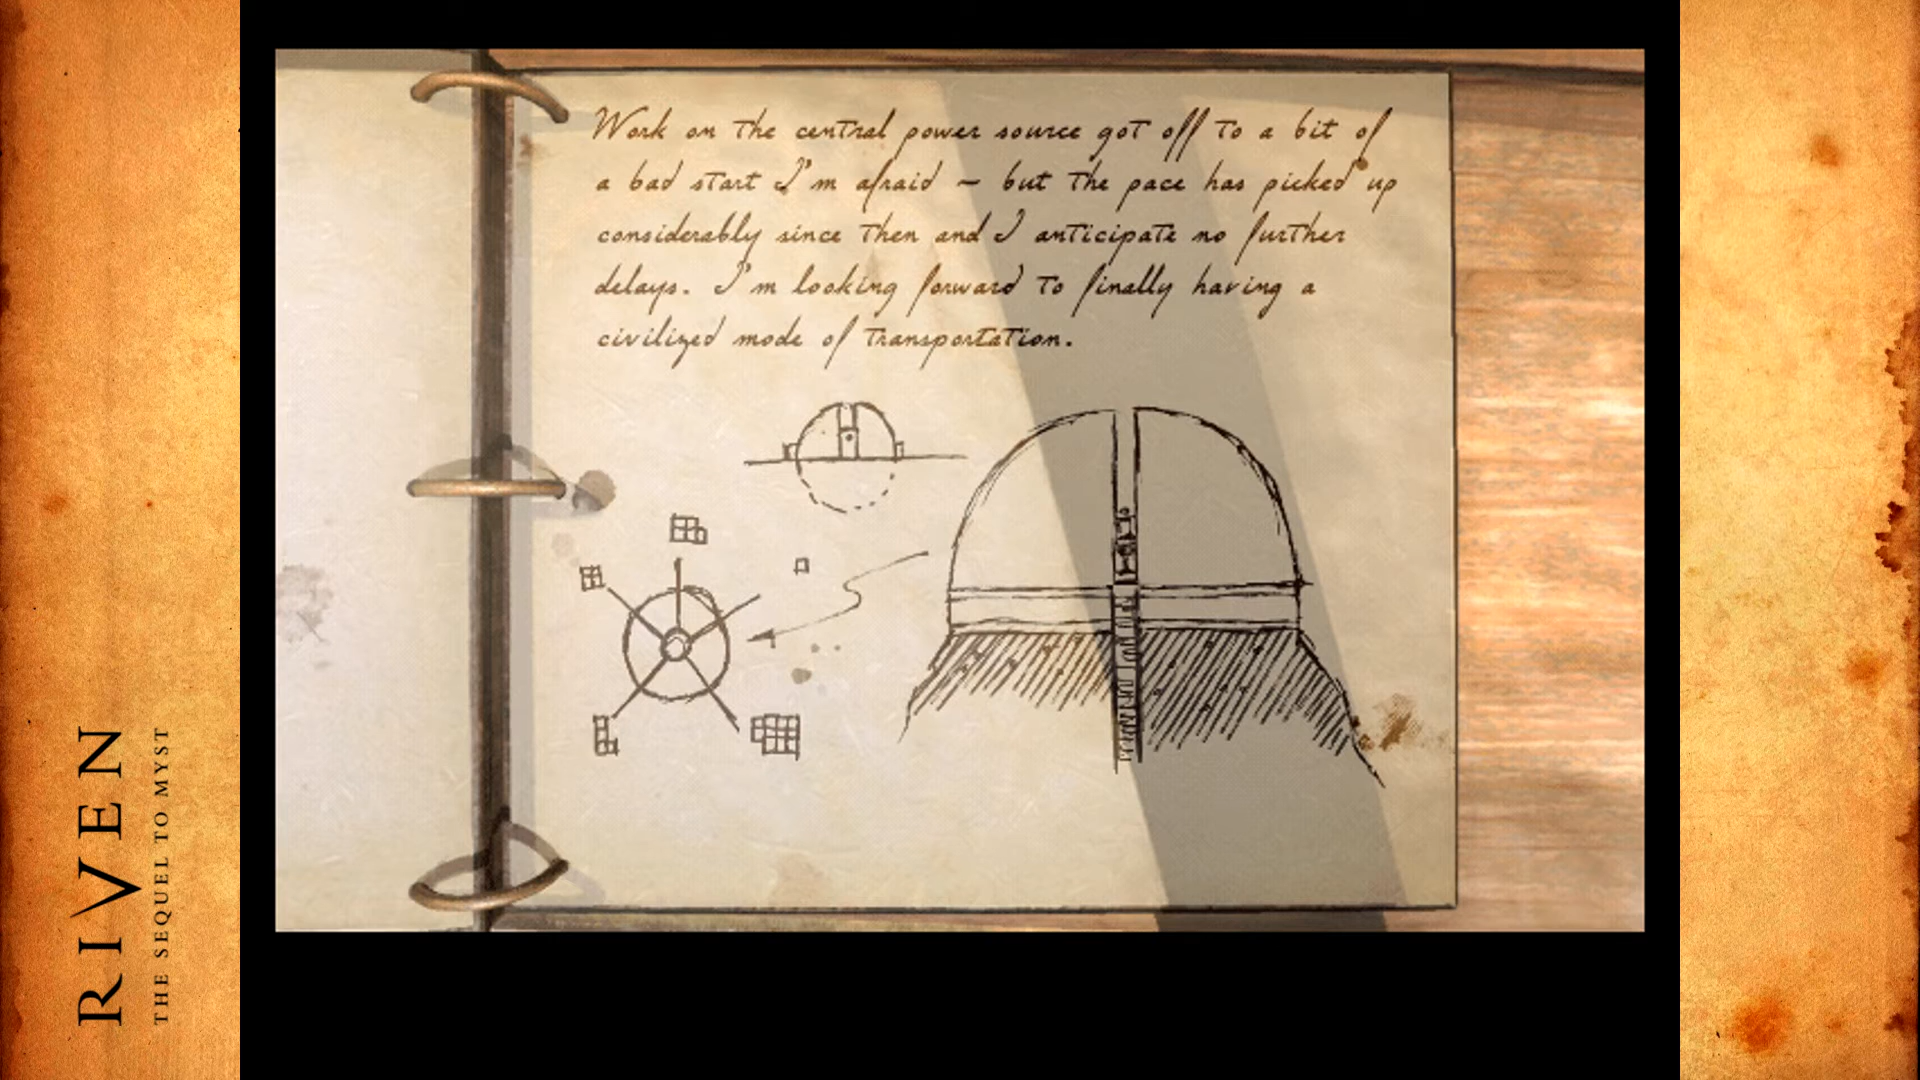 Work on the central power source got off to a bit of
a bad start I'm afraid – but the pace has picked up
considerably since then and I anticipate no further
delays. I'm looking forward to finally having a
civilized mode of transportation.
RIVEN
THE SEQUEL TO MYST